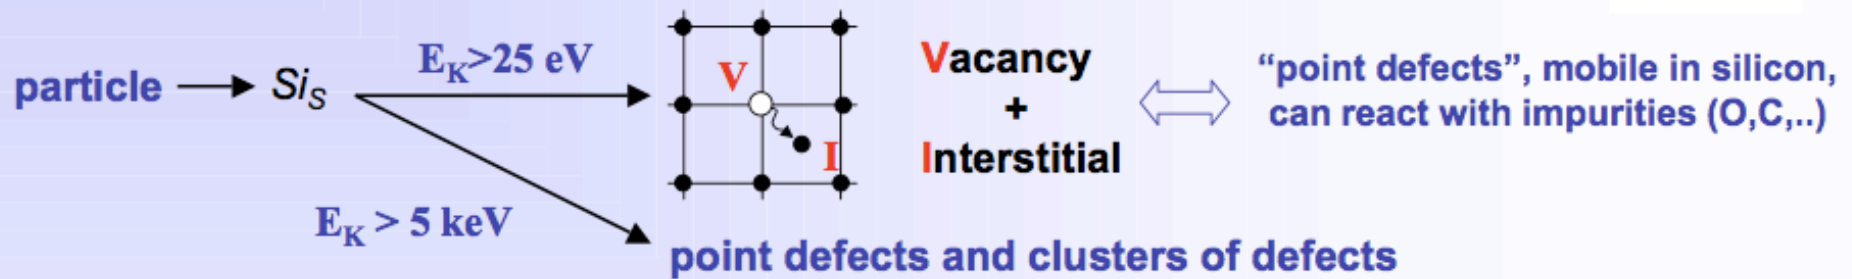 particle → Si_S
E_K>25 eV
V
I
Vacancy
+
Interstitial
“point defects”, mobile in silicon,
can react with impurities (O,C,..)
E_K > 5 keV
point defects and clusters of defects